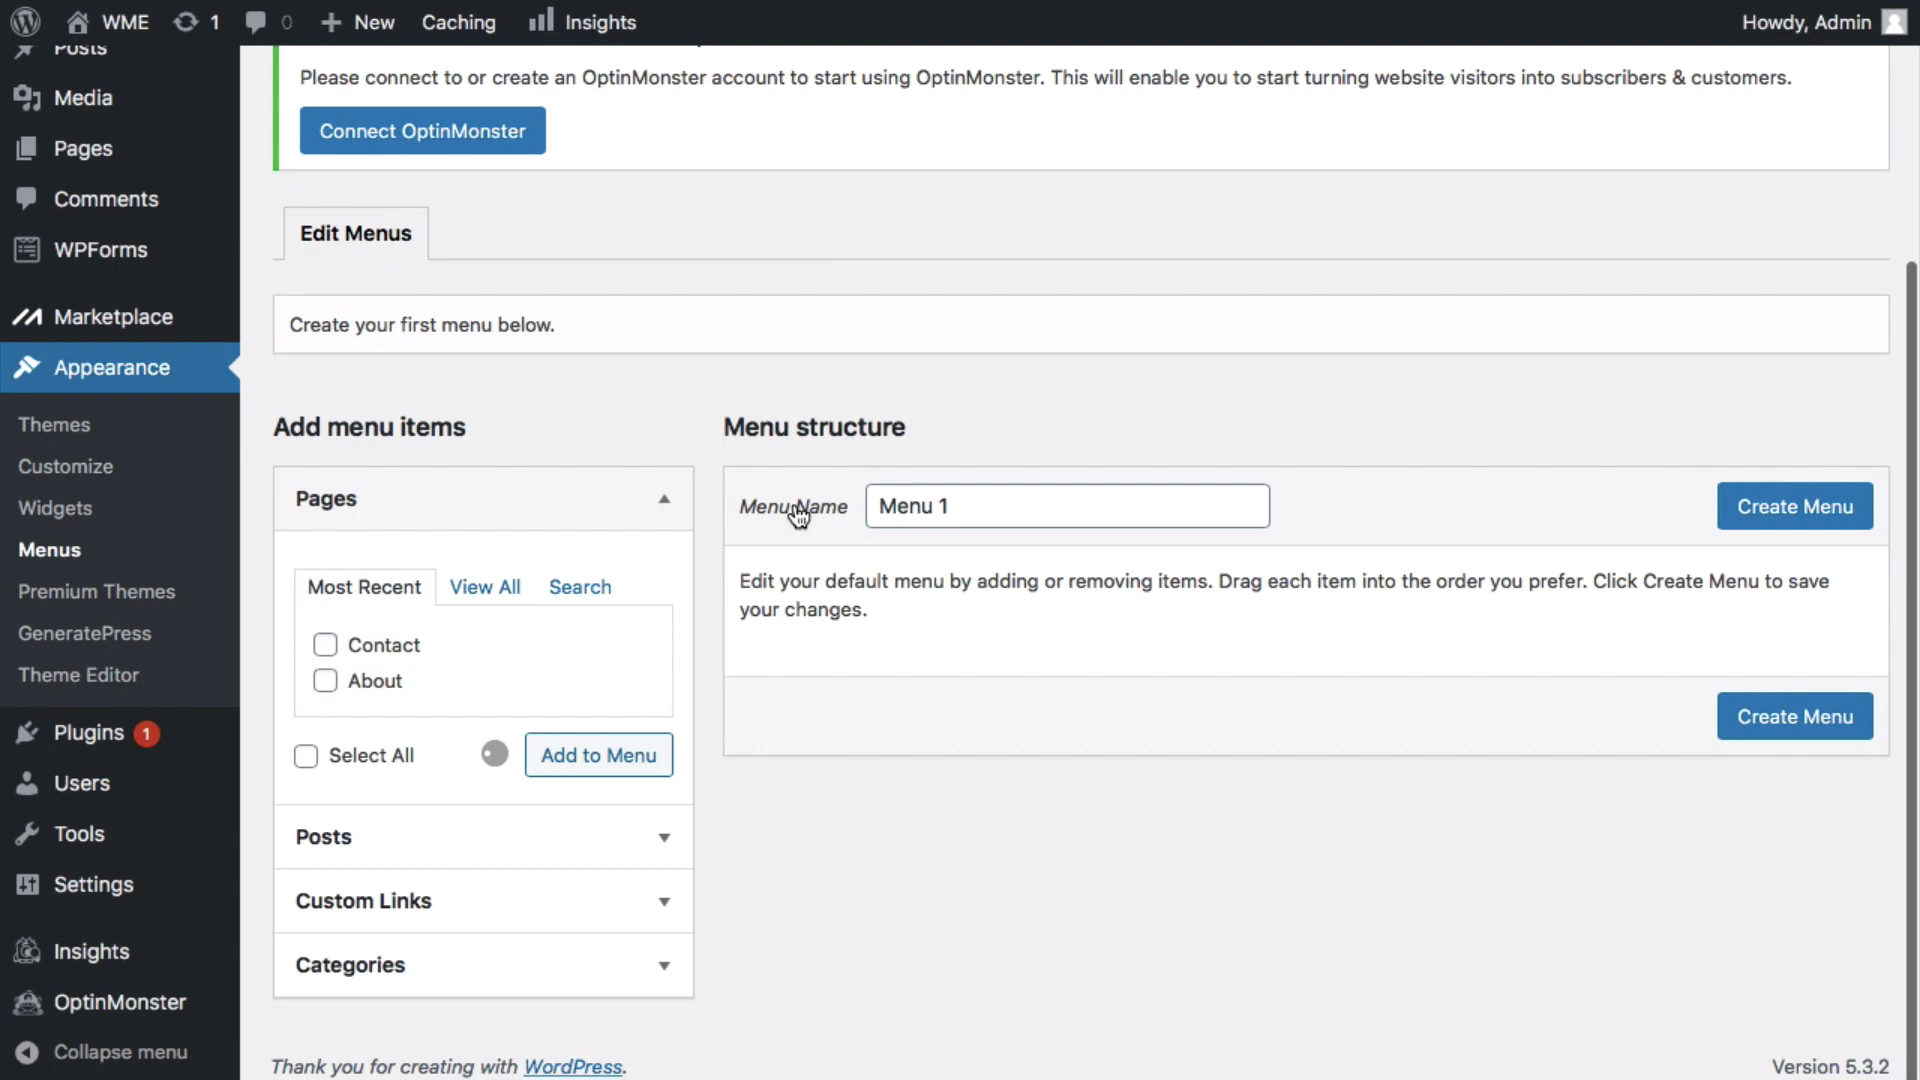 WME 1 0 New Caching Insights Howdy, Admin
Posts
Media
Pages
Comments
WPForms
Marketplace
Appearance
Themes
Customize
Widgets
Menus
Premium Themes
GeneratePress
Theme Editor
Plugins 1
Users
Tools
Settings
Insights
OptinMonster
Collapse menu
Please connect to or create an OptinMonster account to start using OptinMonster. This will enable you to start turning website visitors into subscribers & customers.
Connect OptinMonster
Edit Menus
Create your first menu below.
Add menu items
Pages
Most Recent View All Search
Contact
About
Select All Add to Menu
Posts
Custom Links
Categories
Menu structure
Menu Name Menu 1 Create Menu
Edit your default menu by adding or removing items. Drag each item into the order you prefer. Click Create Menu to save
your changes.
Create Menu
Thank you for creating with WordPress. Version 5.3.2